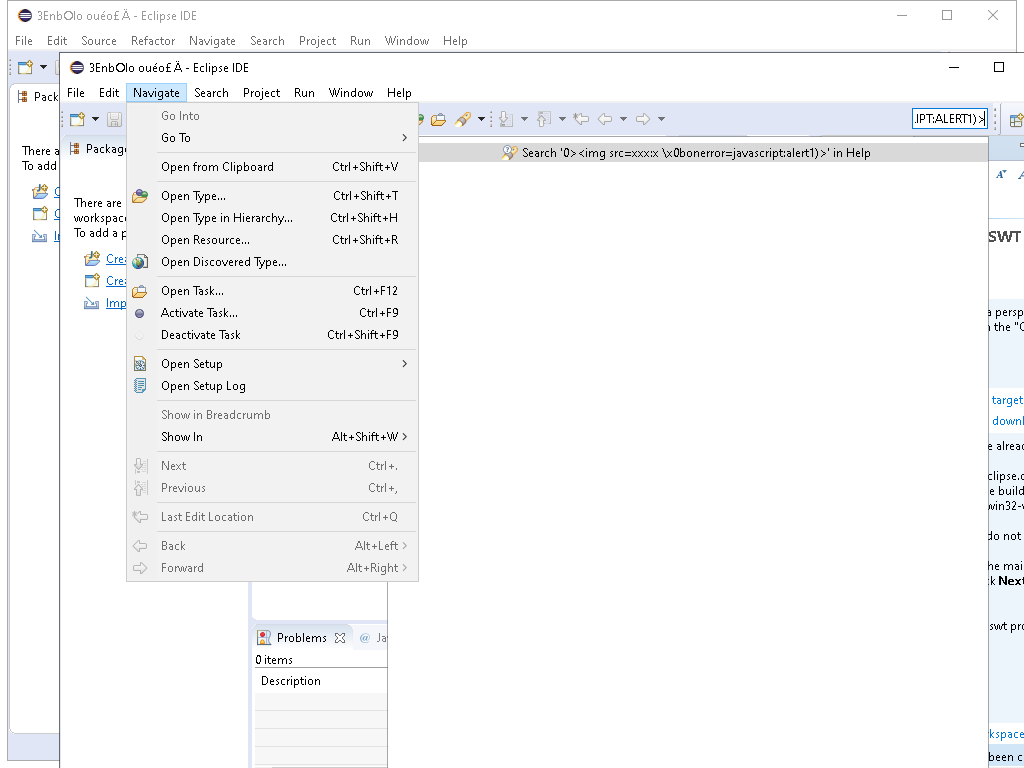 3EnbOlo ouéo£ Ä - Eclipse IDE
File Edit Source Refactor Navigate Search Project Run Window Help
3EnbOlo ouéo£ Ä - Eclipse IDE
File Edit Navigate Search Project Run Window Help
.IPT:ALERT1)>
Pack
Package
Search '0><img src=xxx:x \x0bonerror=javascript:alert1)>' in Help
There a
To add
There are
workspace
To add a p
Crea
Crea
Imp
Go Into
Go To
Open from Clipboard Ctrl+Shift+V
Open Type... Ctrl+Shift+T
Open Type in Hierarchy... Ctrl+Shift+H
Open Resource... Ctrl+Shift+R
Open Discovered Type...
Open Task... Ctrl+F12
Activate Task... Ctrl+F9
Deactivate Task Ctrl+Shift+F9
Open Setup
Open Setup Log
Show in Breadcrumb
Show In Alt+Shift+W
Next Ctrl+.
Previous Ctrl+,
Last Edit Location Ctrl+Q
Back Alt+Left
Forward Alt+Right
Problems @ Ja
0 items
Description
SWT
a persp
n the "C
target
downl
e alread
clipse.o
e build
win32-
do not
he mai
k Next
swt pro
kspace
been c